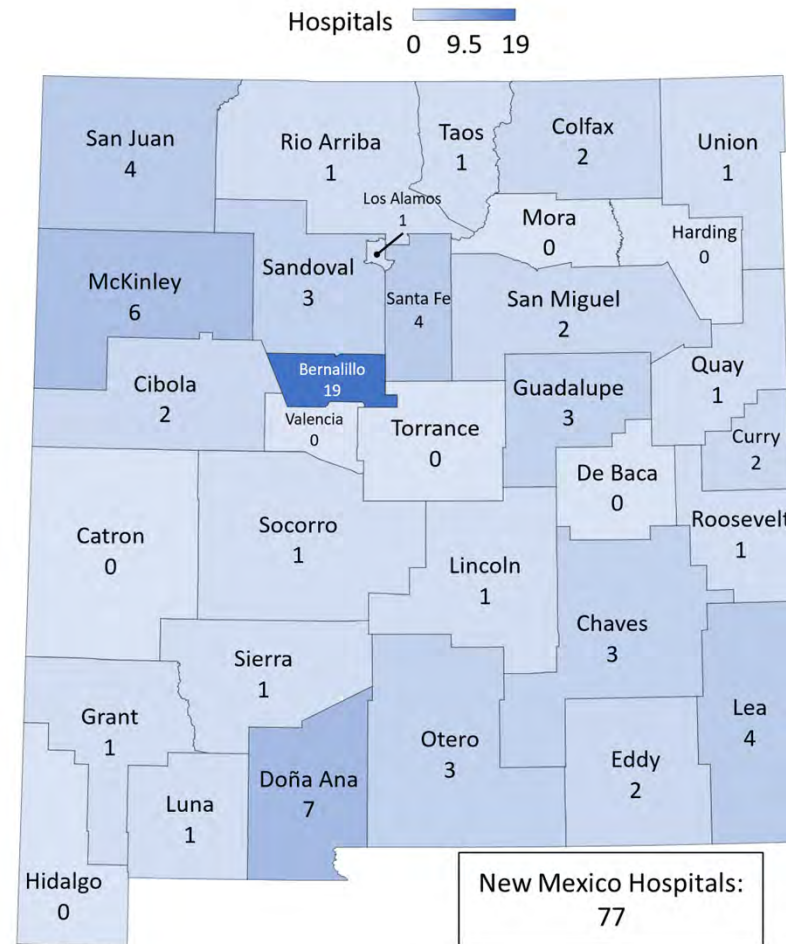 Hospitals
0 9.5 19
San Juan
4
Rio Arriba
1
Taos
1
Colfax
2
Union
1
Los Alamos
1
Mora
0
Harding
0
McKinley
6
Sandoval
3
Santa Fe
4
San Miguel
2
Quay
1
Cibola
2
Bernalillo
19
Valencia
0
Torrance
0
Guadalupe
3
Curry
2
De Baca
0
Roosevelt
1
Catron
0
Socorro
1
Lincoln
1
Chaves
3
Sierra
1
Lea
4
Grant
1
Otero
3
Eddy
2
Doña Ana
7
Luna
1
Hidalgo
0
New Mexico Hospitals:
77